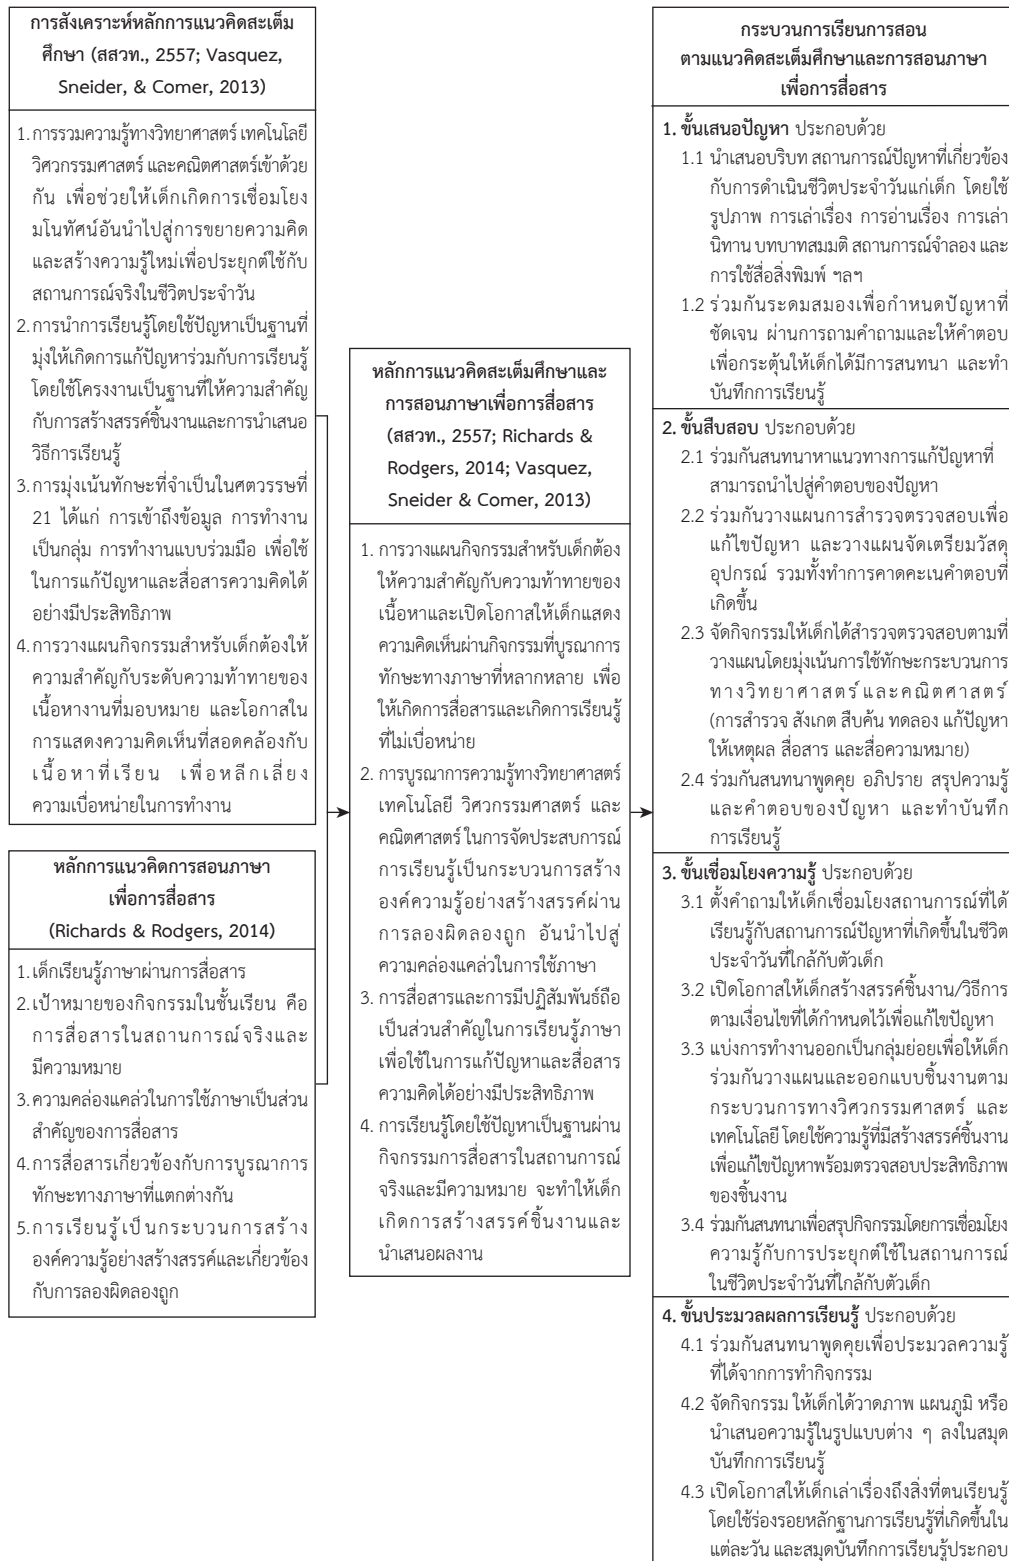 การสังเคราะห์หลักการแนวคิดสะเต็ม
ศึกษา (สสวท., 2557; Vasquez,
Sneider, & Comer, 2013)
1. การรวมความรู้ทางวิทยาศาสตร์ เทคโนโลยี
วิศวกรรมศาสตร์ และคณิตศาสตร์เข้าด้วย
กัน เพื่อช่วยให้เด็กเกิดการเชื่อมโยง
มโนทัศน์อันนำไปสู่การขยายความคิด
และสร้างความรู้ใหม่เพื่อประยุกต์ใช้กับ
สถานการณ์จริงในชีวิตประจำวัน
2. การนำการเรียนรู้โดยใช้ปัญหาเป็นฐานที่
มุ่งให้เกิดการแก้ปัญหาร่วมกับการเรียนรู้
โดยใช้โครงงานเป็นฐานที่ให้ความสำคัญ
กับการสร้างสรรค์ชิ้นงานและการนำเสนอ
วิธีการเรียนรู้
3. การมุ่งเน้นทักษะที่จำเป็นในศตวรรษที่
21 ได้แก่ การเข้าถึงข้อมูล การทำงาน
เป็นกลุ่ม การทำงานแบบร่วมมือ เพื่อใช้
ในการแก้ปัญหาและสื่อสารความคิดได้
อย่างมีประสิทธิภาพ
4. การวางแผนกิจกรรมสำหรับเด็กต้องให้
ความสำคัญกับระดับความท้าทายของ
เนื้อหางานที่มอบหมาย และโอกาสใน
การแสดงความคิดเห็นที่สอดคล้องกับ
เนื้อหาที่เรียน เพื่อหลีกเลี่ยง
ความเบื่อหน่ายในการทำงาน
หลักการแนวคิดการสอนภาษา
เพื่อการสื่อสาร
(Richards & Rodgers, 2014)
1. เด็กเรียนรู้ภาษาผ่านการสื่อสาร
2. เป้าหมายของกิจกรรมในชั้นเรียน คือ
การสื่อสารในสถานการณ์จริงและ
มีความหมาย
3. ความคล่องแคล่วในการใช้ภาษาเป็นส่วน
สำคัญของการสื่อสาร
4. การสื่อสารเกี่ยวข้องกับการบูรณาการ
ทักษะทางภาษาที่แตกต่างกัน
5. การเรียนรู้เป็นกระบวนการสร้าง
องค์ความรู้อย่างสร้างสรรค์และเกี่ยวข้อง
กับการลองผิดลองถูก
หลักการแนวคิดสะเต็มศึกษาและ
การสอนภาษาเพื่อการสื่อสาร
(สสวท., 2557; Richards &
Rodgers, 2014; Vasquez,
Sneider & Comer, 2013)
1. การวางแผนกิจกรรมสำหรับเด็กต้อง
ให้ความสำคัญกับความท้าทายของ
เนื้อหาและเปิดโอกาสให้เด็กแสดง
ความคิดเห็นผ่านกิจกรรมที่บูรณาการ
ทักษะทางภาษาที่หลากหลาย เพื่อ
ให้เกิดการสื่อสารและเกิดการเรียนรู้
ที่ไม่เบื่อหน่าย
2. การบูรณาการความรู้ทางวิทยาศาสตร์
เทคโนโลยี วิศวกรรมศาสตร์ และ
คณิตศาสตร์ ในการจัดประสบการณ์
การเรียนรู้เป็นกระบวนการสร้าง
องค์ความรู้อย่างสร้างสรรค์ผ่าน
การลองผิดลองถูก อันนำไปสู่
ความคล่องแคล่วในการใช้ภาษา
3. การสื่อสารและการมีปฏิสัมพันธ์ถือ
เป็นส่วนสำคัญในการเรียนรู้ภาษา
เพื่อใช้ในการแก้ปัญหาและสื่อสาร
ความคิดได้อย่างมีประสิทธิภาพ
4. การเรียนรู้โดยใช้ปัญหาเป็นฐานผ่าน
กิจกรรมการสื่อสารในสถานการณ์
จริงและมีความหมาย จะทำให้เด็ก
เกิดการสร้างสรรค์ชิ้นงานและ
นำเสนอผลงาน
กระบวนการเรียนการสอน
ตามแนวคิดสะเต็มศึกษาและการสอนภาษา
เพื่อการสื่อสาร
1. ขั้นเสนอปัญหา ประกอบด้วย
1.1 นำเสนอบริบท สถานการณ์ปัญหาที่เกี่ยวข้อง
กับการดำเนินชีวิตประจำวันแก่เด็ก โดยใช้
รูปภาพ การเล่าเรื่อง การอ่านเรื่อง การเล่า
นิทาน บทบาทสมมติ สถานการณ์จำลอง และ
การใช้สื่อสิ่งพิมพ์ ฯลฯ
1.2 ร่วมกันระดมสมองเพื่อกำหนดปัญหาที่
ชัดเจน ผ่านการถามคำถามและให้คำตอบ
เพื่อกระตุ้นให้เด็กได้มีการสนทนา และทำ
บันทึกการเรียนรู้
2. ขั้นสืบสอบ ประกอบด้วย
2.1 ร่วมกันสนทนาหาแนวทางการแก้ปัญหาที่
สามารถนำไปสู่คำตอบของปัญหา
2.2 ร่วมกันวางแผนการสำรวจตรวจสอบเพื่อ
แก้ไขปัญหา และวางแผนจัดเตรียมวัสดุ
อุปกรณ์ รวมทั้งทำการคาดคะเนคำตอบที่
เกิดขึ้น
2.3 จัดกิจกรรมให้เด็กได้สำรวจตรวจสอบตามที่
วางแผนโดยมุ่งเน้นการใช้ทักษะกระบวนการ
ทางวิทยาศาสตร์และคณิตศาสตร์
(การสำรวจ สังเกต สืบค้น ทดลอง แก้ปัญหา
ให้เหตุผล สื่อสาร และสื่อความหมาย)
2.4 ร่วมกันสนทนาพูดคุย อภิปราย สรุปความรู้
และคำตอบของปัญหา และทำบันทึก
การเรียนรู้
3. ขั้นเชื่อมโยงความรู้ ประกอบด้วย
3.1 ตั้งคำถามให้เด็กเชื่อมโยงสถานการณ์ที่ได้
เรียนรู้กับสถานการณ์ปัญหาที่เกิดขึ้นในชีวิต
ประจำวันที่ใกล้กับตัวเด็ก
3.2 เปิดโอกาสให้เด็กสร้างสรรค์ชิ้นงาน/วิธีการ
ตามเงื่อนไขที่ได้กำหนดไว้เพื่อแก้ไขปัญหา
3.3 แบ่งการทำงานออกเป็นกลุ่มย่อยเพื่อให้เด็ก
ร่วมกันวางแผนและออกแบบชิ้นงานตาม
กระบวนการทางวิศวกรรมศาสตร์ และ
เทคโนโลยี โดยใช้ความรู้ที่มีสร้างสรรค์ชิ้นงาน
เพื่อแก้ไขปัญหาพร้อมตรวจสอบประสิทธิภาพ
ของชิ้นงาน
3.4 ร่วมกันสนทนาเพื่อสรุปกิจกรรมโดยการเชื่อมโยง
ความรู้กับการประยุกต์ใช้ในสถานการณ์
ในชีวิตประจำวันที่ใกล้กับตัวเด็ก
4. ขั้นประมวลผลการเรียนรู้ ประกอบด้วย
4.1 ร่วมกันสนทนาพูดคุยเพื่อประมวลความรู้
ที่ได้จากการทำกิจกรรม
4.2 จัดกิจกรรม ให้เด็กได้วาดภาพ แผนภูมิ หรือ
นำเสนอความรู้ในรูปแบบต่าง ๆ ลงในสมุด
บันทึกการเรียนรู้
4.3 เปิดโอกาสให้เด็กเล่าเรื่องถึงสิ่งที่ตนเรียนรู้
โดยใช้ร่องรอยหลักฐานการเรียนรู้ที่เกิดขึ้นใน
แต่ละวัน และสมุดบันทึกการเรียนรู้ประกอบ